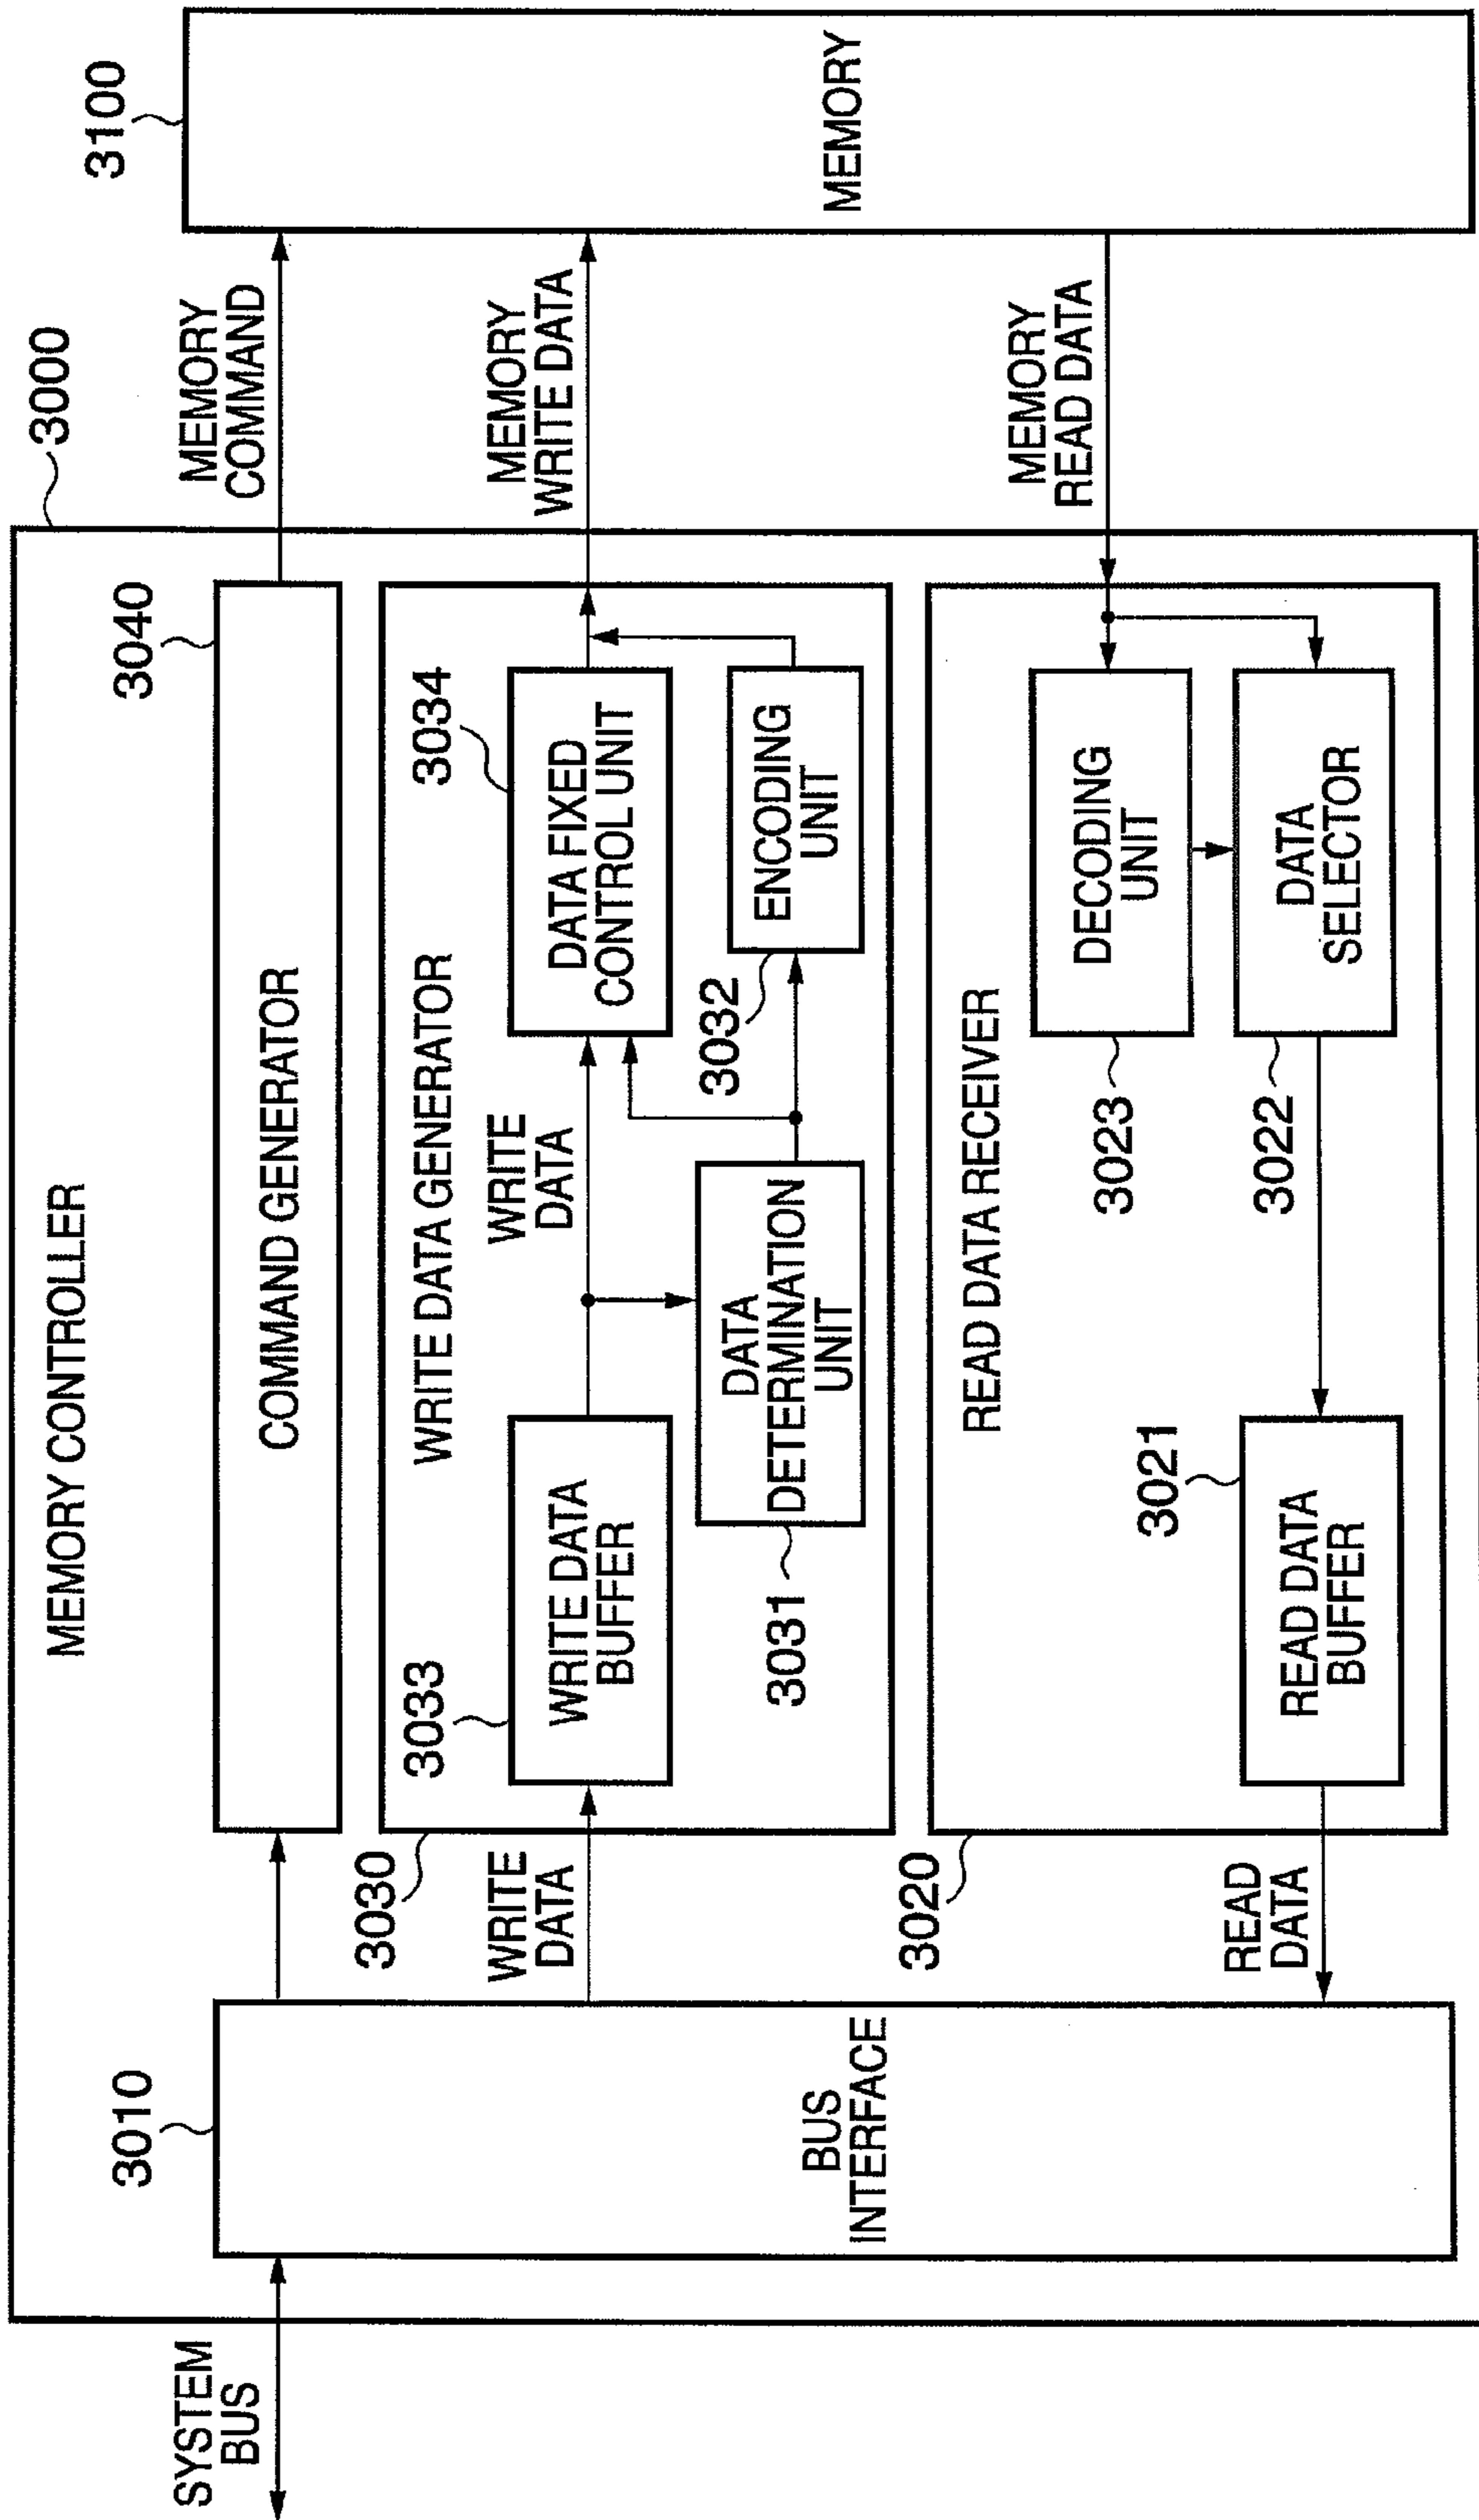 MEMORY CONTROLLER
3000
3100
3010
3040
SYSTEM
BUS
COMMAND GENERATOR
MEMORY
COMMAND
3030
WRITE DATA GENERATOR
WRITE
DATA
3033
WRITE DATA
BUFFER
WRITE
DATA
3034
DATA FIXED
CONTROL UNIT
MEMORY
WRITE DATA
3031
DATA
DETERMINATION
UNIT
3032
ENCODING
UNIT
BUS
INTERFACE
MEMORY
3020
READ DATA RECEIVER
MEMORY
READ DATA
DECODING
UNIT
3023
READ
DATA
3021
READ DATA
BUFFER
3022
DATA
SELECTOR